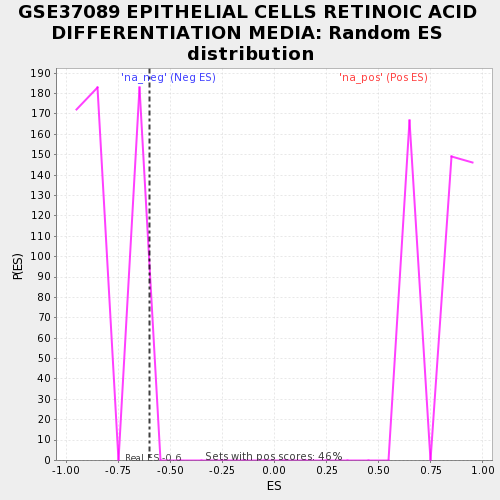 GSE37089 EPITHELIAL CELLS RETINOIC ACID
DIFFERENTIATION MEDIA: Random ES
distribution
'na_neg' (Neg ES)
'na_pos' (Pos ES)
190
180
170
160
150
140
130
120
110
100
90
80
70
60
50
40
30
20
10
0
P(ES)
Real ES -0.6
Sets with pos scores: 46%
-1.00 -0.75 -0.50 -0.25 0.00 0.25 0.50 0.75 1.00
ES